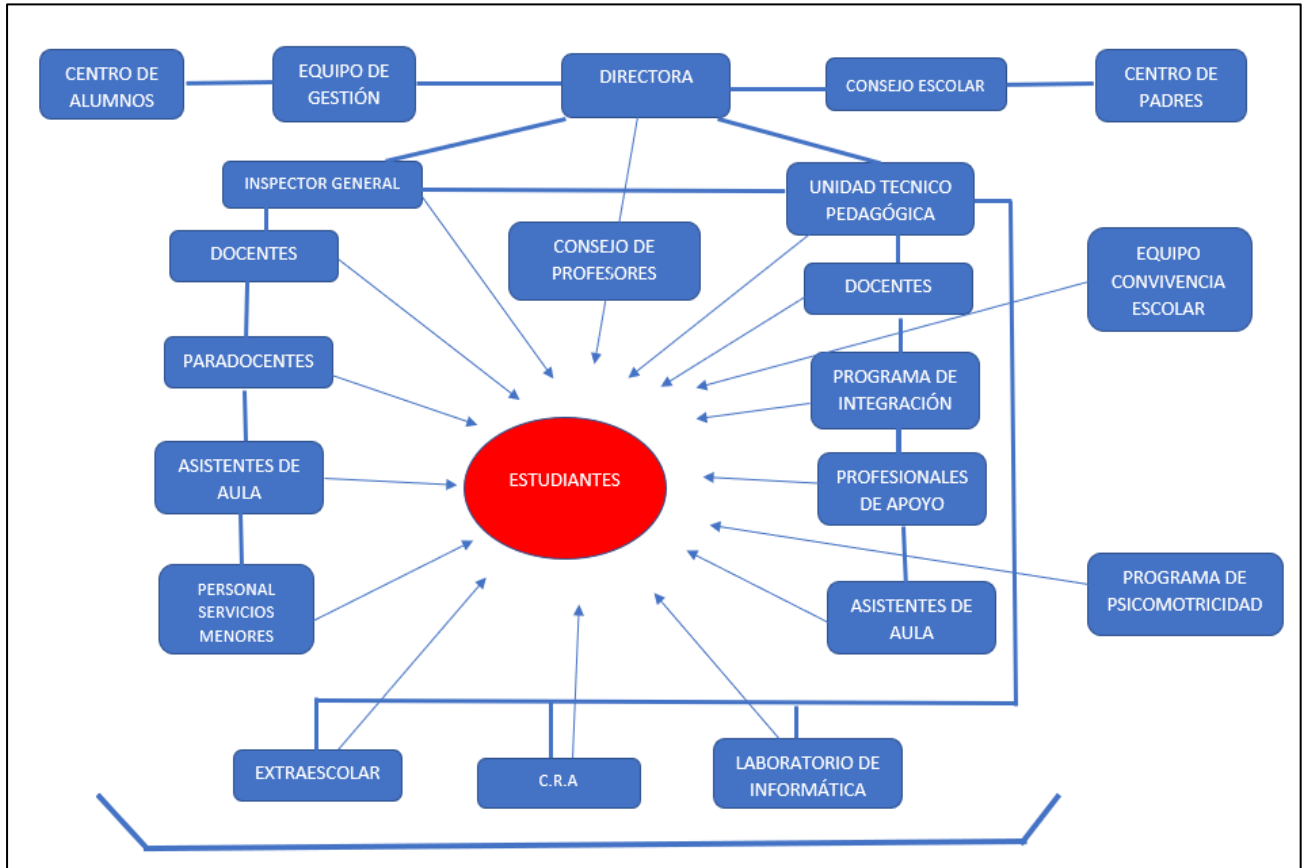 CENTRO DE
ALUMNOS
EQUIPO DE
GESTIÓN
DIRECTORA
CONSEJO ESCOLAR
CENTRO DE
PADRES
INSPECTOR GENERAL
UNIDAD TECNICO
PEDAGÓGICA
DOCENTES
CONSEJO DE
PROFESORES
DOCENTES
EQUIPO
CONVIVENCIA
ESCOLAR
PARADOCENTES
PROGRAMA DE
INTEGRACIÓN
ASISTENTES DE
AULA
ESTUDIANTES
PROFESIONALES
DE APOYO
PERSONAL
SERVICIOS
MENORES
ASISTENTES DE
AULA
PROGRAMA DE
PSICOMOTRICIDAD
EXTRAESCOLAR
C.R.A
LABORATORIO DE
INFORMÁTICA